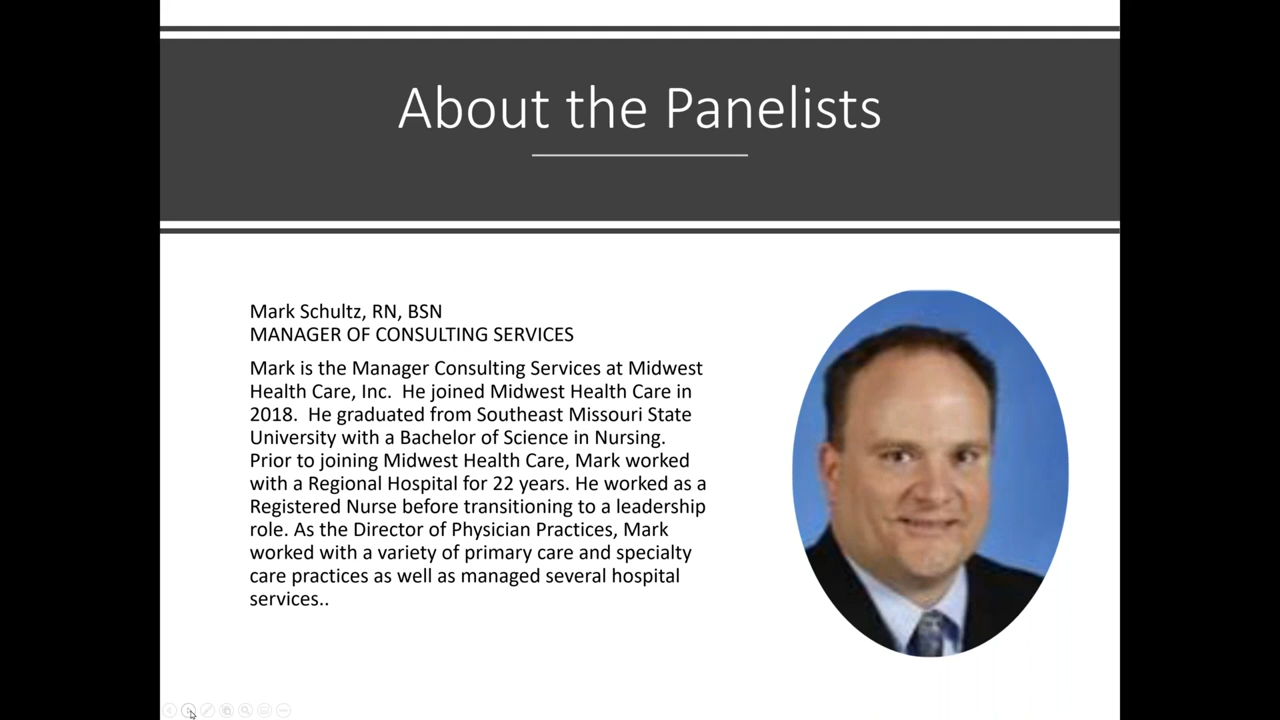 About the Panelists
Mark Schultz, RN, BSN
MANAGER OF CONSULTING SERVICES
Mark is the Manager Consulting Services at Midwest
Health Care, Inc.  He joined Midwest Health Care in
2018.  He graduated from Southeast Missouri State
University with a Bachelor of Science in Nursing.
Prior to joining Midwest Health Care, Mark worked
with a Regional Hospital for 22 years. He worked as a
Registered Nurse before transitioning to a leadership
role. As the Director of Physician Practices, Mark
worked with a variety of primary care and specialty
care practices as well as managed several hospital
services..